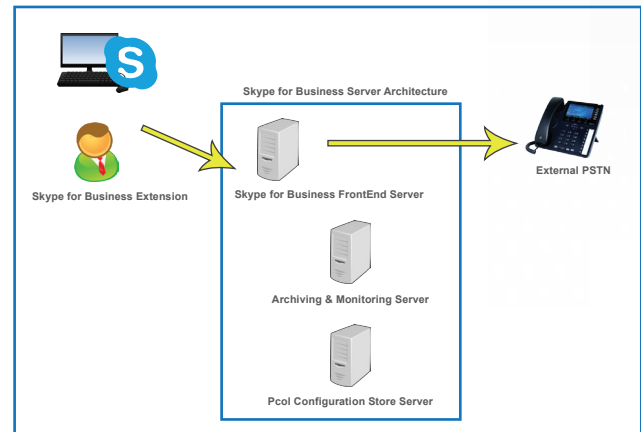 S
Skype for Business Server Architecture
Skype for Business Extension
Skype for Business FrontEnd Server
External PSTN
Archiving & Monitoring Server
Pcol Configuration Store Server